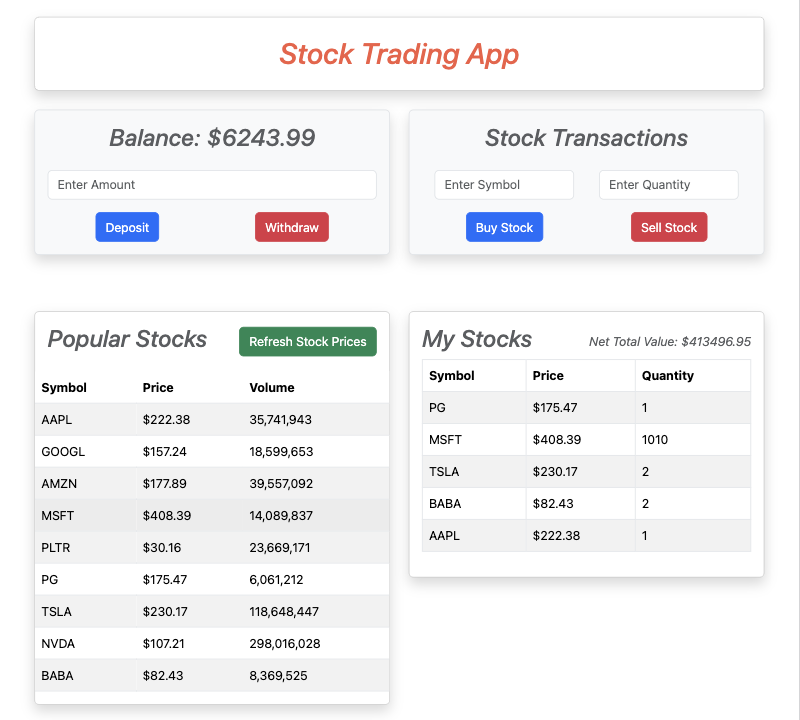 Stock Trading App
Balance: $6243.99
Enter Amount
Deposit Withdraw
Stock Transactions
Enter Symbol Enter Quantity
Buy Stock Sell Stock
Popular Stocks Refresh Stock Prices
Symbol Price Volume
AAPL $222.38 35,741,943
GOOGL $157.24 18,599,653
AMZN $177.89 39,557,092
MSFT $408.39 14,089,837
PLTR $30.16 23,669,171
PG $175.47 6,061,212
TSLA $230.17 118,648,447
NVDA $107.21 298,016,028
BABA $82.43 8,369,525
My Stocks Net Total Value: $413496.95
Symbol Price Quantity
PG $175.47 1
MSFT $408.39 1010
TSLA $230.17 2
BABA $82.43 2
AAPL $222.38 1